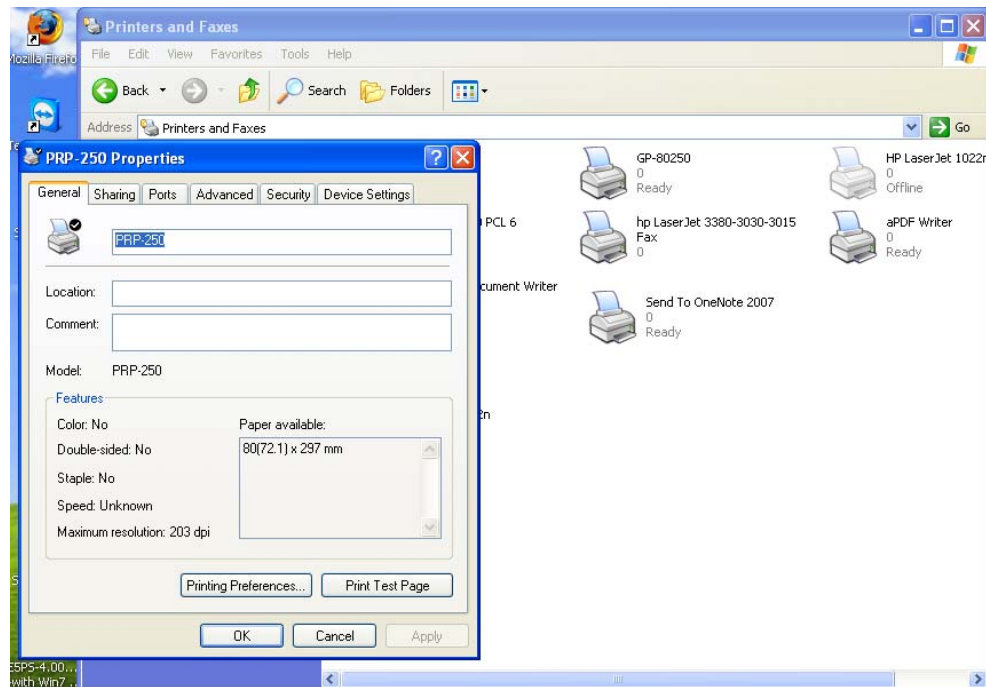 Mozilla Firefo
Printers and Faxes
File Edit View Favorites Tools Help
Back Search Folders
Address Printers and Faxes Go
PRP-250 Properties
General Sharing Ports Advanced Security Device Settings
PRP-250
Location:
Comment:
Model: PRP-250
Features
Color: No
Double-sided: No
Staple: No
Speed: Unknown
Maximum resolution: 203 dpi
Paper available:
80(72.1) x 297 mm
Printing Preferences... Print Test Page
OK Cancel Apply
GP-80250
0
Ready
HP LaserJet 1022n
0
Offline
PCL 6
hp LaserJet 3380-3030-3015
Fax
0
aPDF Writer
0
Ready
cument Writer
Send To OneNote 2007
0
Ready
2n
ESPS-4.00...
with Win7 ..